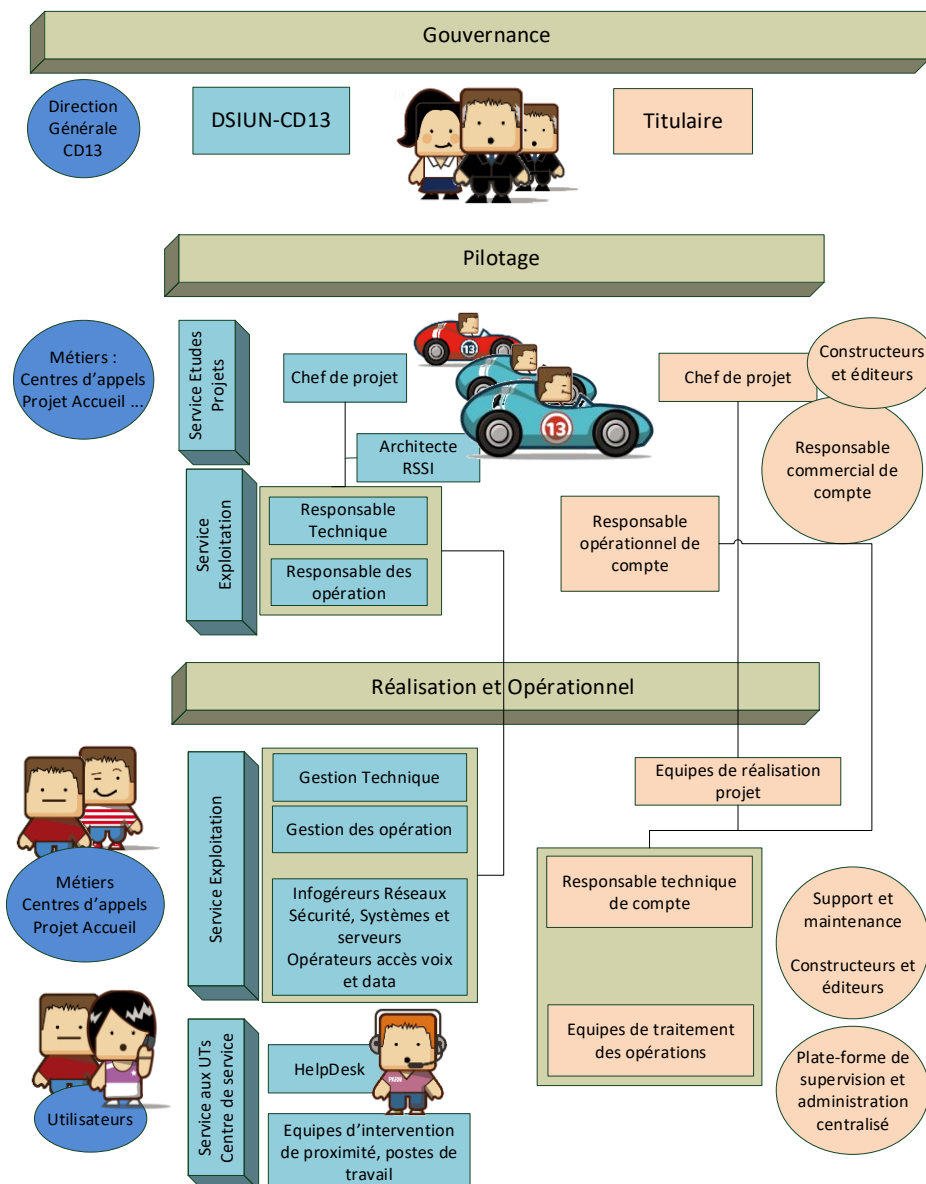 Gouvernance
Direction
Générale
CD13
DSIUN-CD13
Titulaire
Pilotage
Métiers :
Centres d'appels
Projet Accueil ...
Service Etudes
Projets
Chef de projet
13
13
Chef de projet
Constructeurs
et éditeurs
Architecte
RSSI
Responsable
commercial de
compte
Service
Exploitation
Responsable
Technique
Responsable des
opération
Responsable
opérationnel de
compte
Réalisation et Opérationnel
Service Exploitation
Gestion Technique
Gestion des opération
Infogéreurs Réseaux
Sécurité, Systèmes et
serveurs
Opérateurs accès voix
et data
Métiers
Centres d'appels
Projet Accueil
Equipes de réalisation
projet
Responsable technique
de compte
Equipes de traitement
des opérations
Support et
maintenance
Constructeurs et
éditeurs
Plate-forme de
supervision et
administration
centralisé
Utilisateurs
Service aux UTs
Centre de service
HelpDesk
Equipes d'intervention
de proximité, postes de
travail